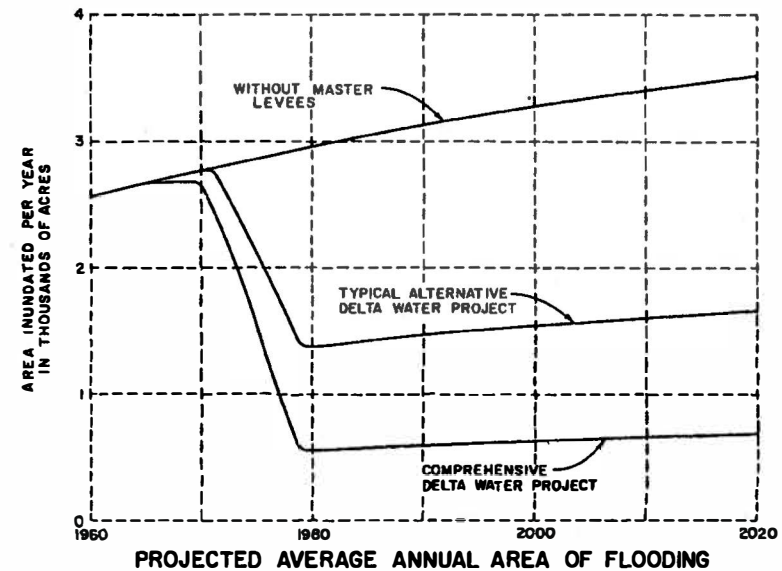 4
WITHOUT MASTER
LEVEES
3
AREA INUNDATED PER YEAR
IN THOUSANDS OF ACRES
2
TYPICAL ALTERNATIVE
DELTA WATER PROJECT
1
COMPREHENSIVE
DELTA WATER PROJECT
0
1960 1980 2000 2020
PROJECTED AVERAGE ANNUAL AREA OF FLOODING